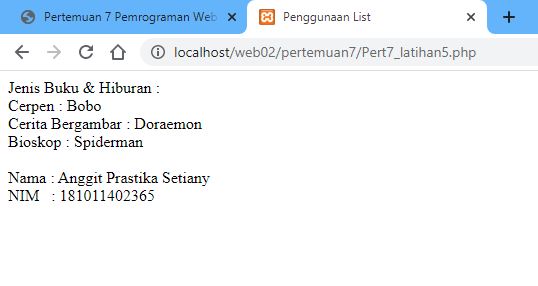 Pertemuan 7 Pemrograman Web
Penggunaan List
localhost/web02/pertemuan7/Pert7_latihan5.php
Jenis Buku & Hiburan :
Cerpen : Bobo
Cerita Bergambar : Doraemon
Bioskop : Spiderman
Nama : Anggit Prastika Setiany
NIM : 181011402365